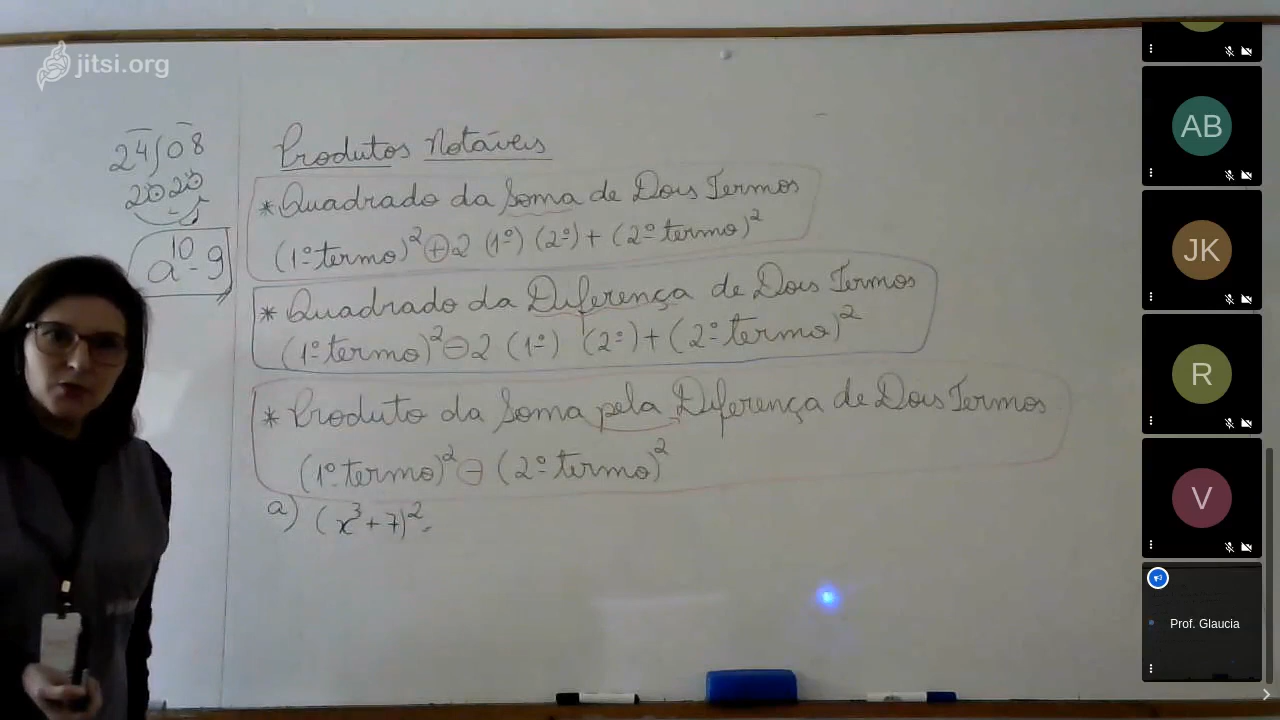 jitsi.org
24/08
2020
a¹⁰-9
Produtos Notáveis
* Quadrado da Soma de Dois Termos
(1º termo)² + 2 (1º) (2º) + (2º termo)²
* Quadrado da Diferença de Dois Termos
(1º termo)² - 2 (1º) (2º) + (2º termo)²
* Produto da Soma pela Diferença de Dois Termos
(1º termo)² - (2º termo)²
a) (x³ + 7)² =
AB
JK
R
V
Prof. Glaucia